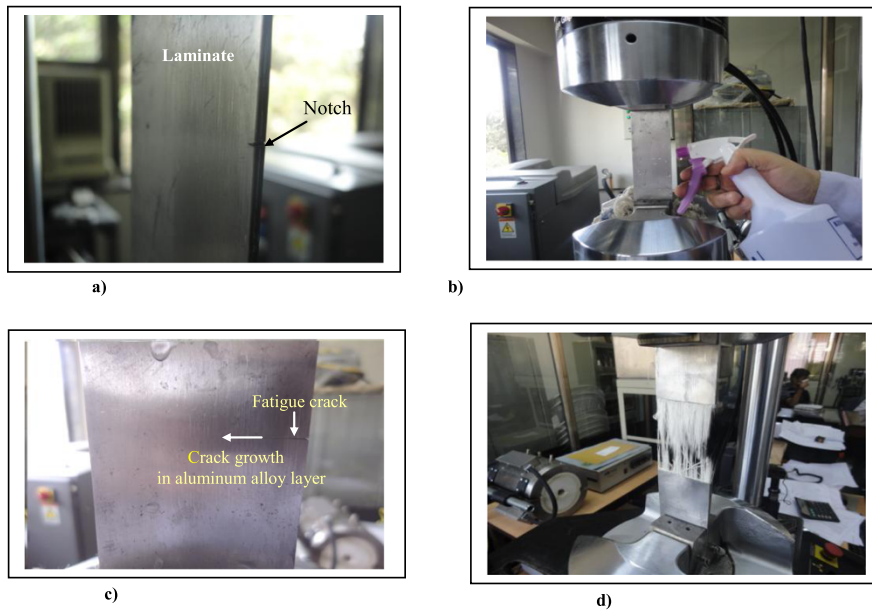 Laminate
Notch
a)
b)
Fatigue crack
Crack growth
in aluminum alloy layer
c)
d)